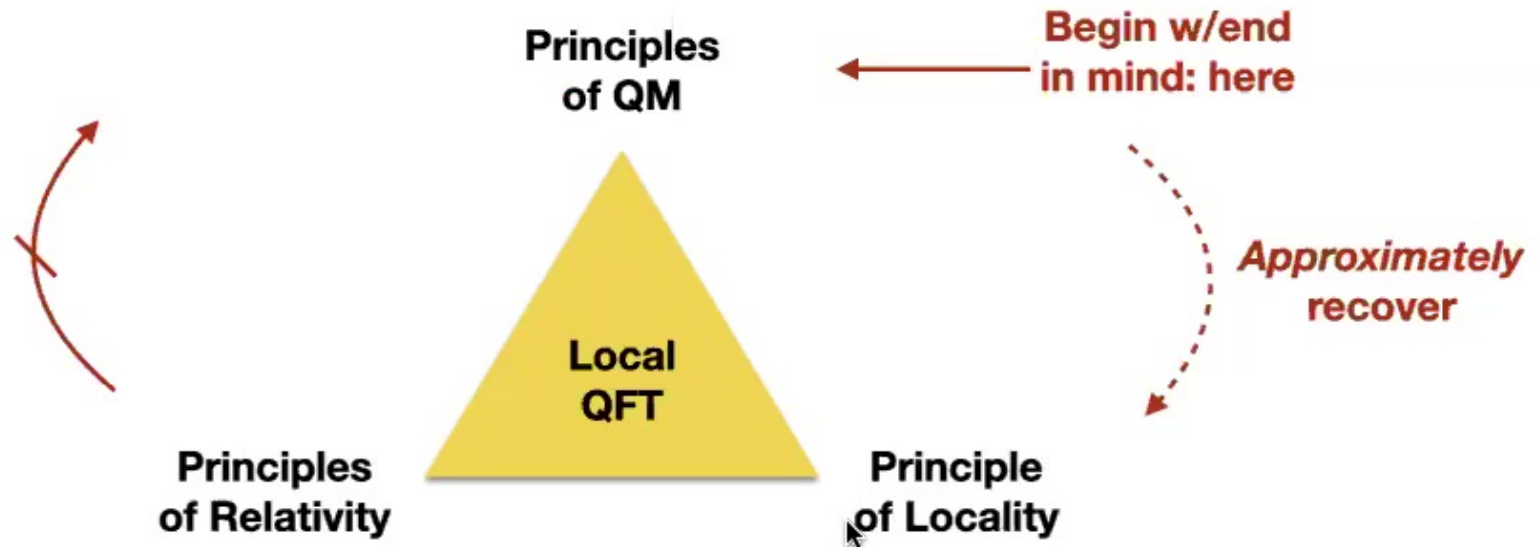 Principles
of QM
Begin w/end
in mind: here
Approximately
recover
Local
QFT
Principles
of Relativity
Principle
of Locality